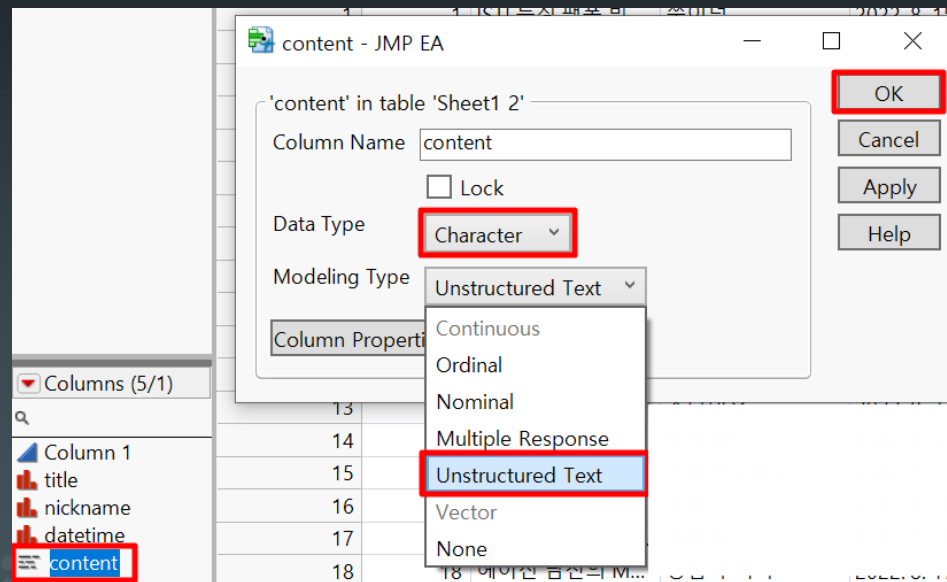 content - JMP EA
'content' in table 'Sheet1 2'
Column Name content
Lock
Data Type Character
Modeling Type Unstructured Text
Continuous
Ordinal
Nominal
Multiple Response
Unstructured Text
Vector
None
OK
Cancel
Apply
Help
Column Properti
Columns (5/1)
Column 1
title
nickname
datetime
content
13
14
15
16
17
18